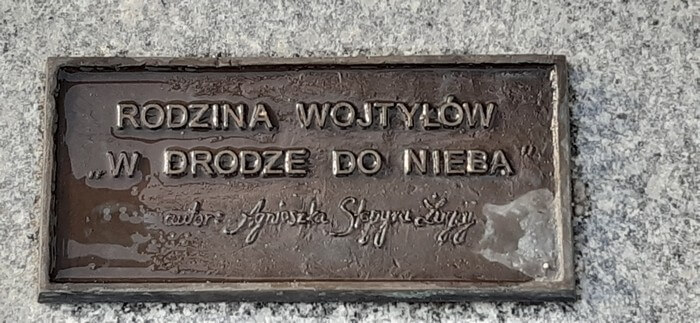 RODZINA WOJTYŁÓW
„W DRODZE DO NIEBA”
autor: Agnieszka